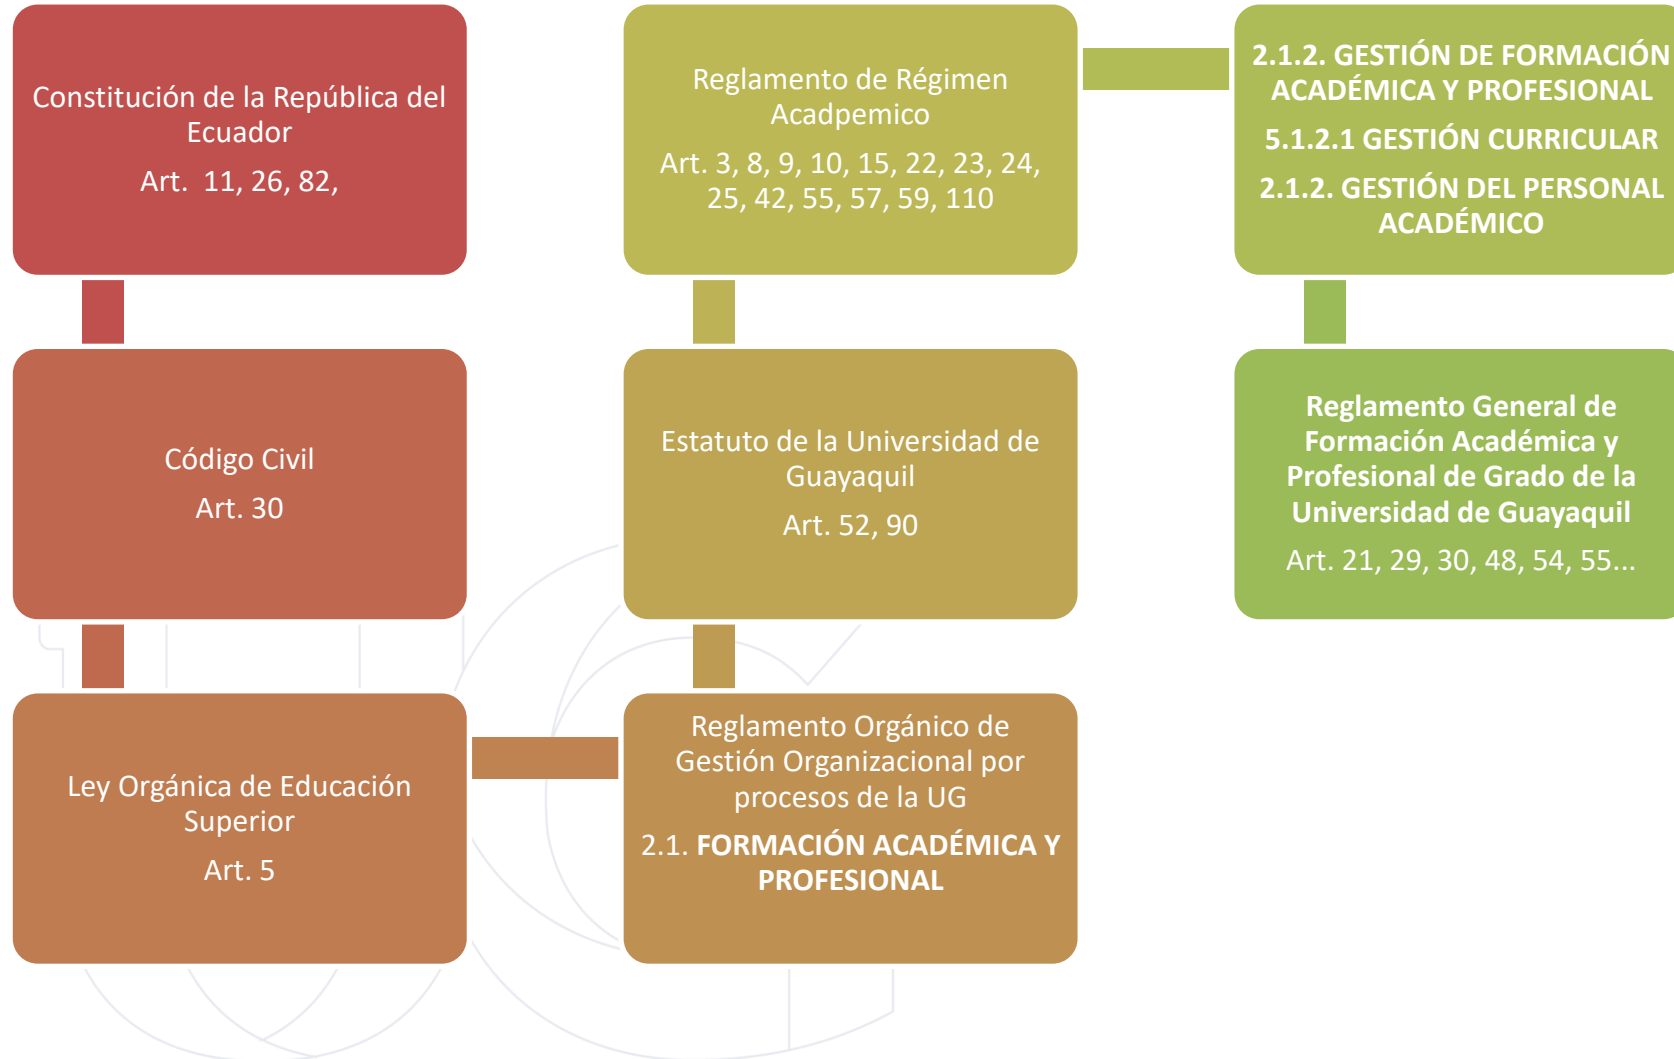 Constitución de la República del
Ecuador
Art.  11, 26, 82,
Código Civil
Art. 30
Ley Orgánica de Educación
Superior
Art. 5
Reglamento Orgánico de
Gestión Organizacional por
procesos de la UG
2.1. FORMACIÓN ACADÉMICA Y
PROFESIONAL
Estatuto de la Universidad de
Guayaquil
Art. 52, 90
Reglamento de Régimen
Acadpemico
Art. 3, 8, 9, 10, 15, 22, 23, 24,
25, 42, 55, 57, 59, 110
2.1.2. GESTIÓN DE FORMACIÓN
ACADÉMICA Y PROFESIONAL
5.1.2.1 GESTIÓN CURRICULAR
2.1.2. GESTIÓN DEL PERSONAL
ACADÉMICO
Reglamento General de
Formación Académica y
Profesional de Grado de la
Universidad de Guayaquil
Art. 21, 29, 30, 48, 54, 55...